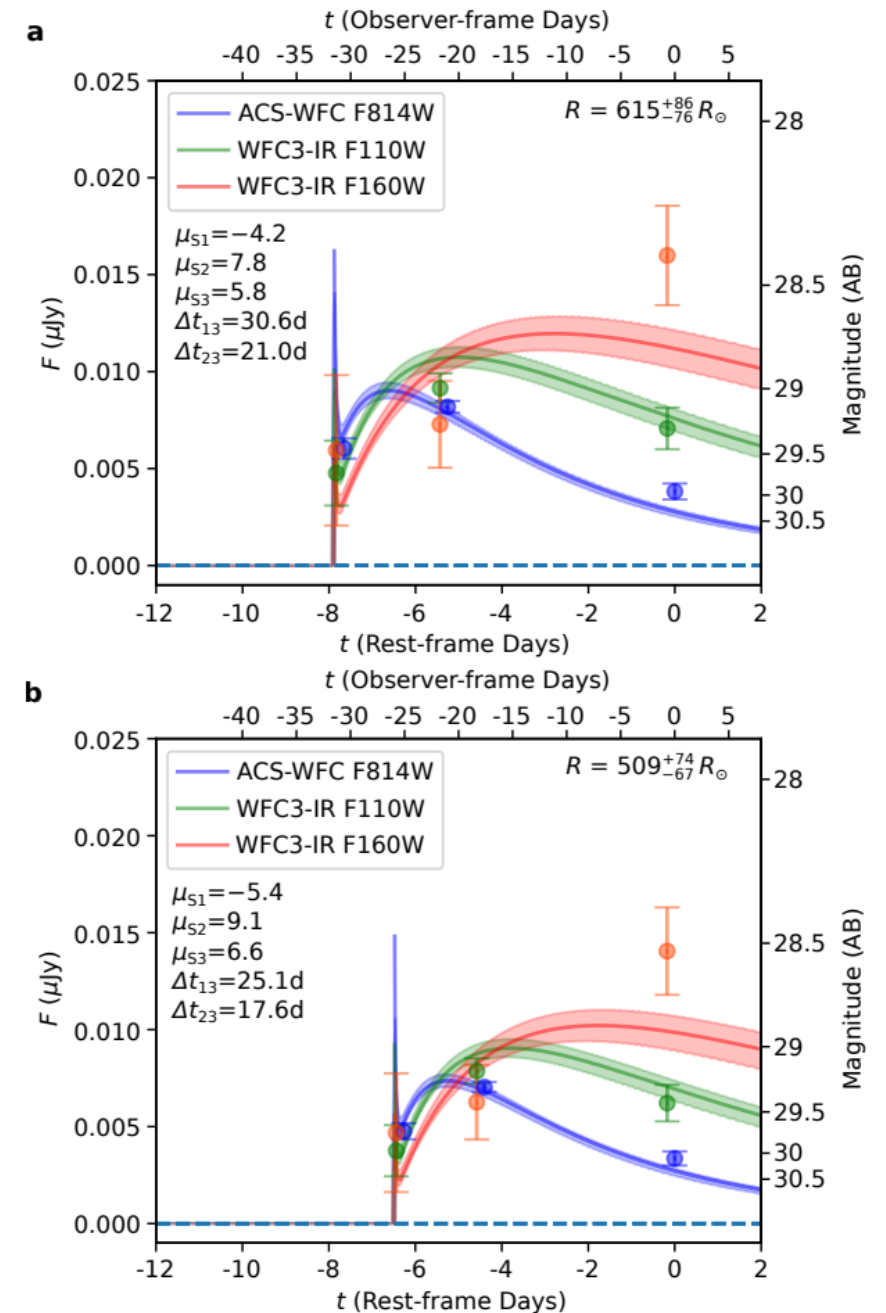 a
t (Observer-frame Days)
-40 -35 -30 -25 -20 -15 -10 -5 0 5
0.025
0.020
0.015
0.010
0.005
0.000
F (μJy)
ACS-WFC F814W
WFC3-IR F110W
WFC3-IR F160W
R = 615+86−76 R⊙
μS1=−4.2
μS2=7.8
μS3=5.8
Δt13=30.6d
Δt23=21.0d
28
28.5
29
29.5
30
30.5
Magnitude (AB)
-12 -10 -8 -6 -4 -2 0 2
t (Rest-frame Days)
b
t (Observer-frame Days)
-40 -35 -30 -25 -20 -15 -10 -5 0 5
0.025
0.020
0.015
0.010
0.005
0.000
F (μJy)
ACS-WFC F814W
WFC3-IR F110W
WFC3-IR F160W
R = 509+74−67 R⊙
μS1=−5.4
μS2=9.1
μS3=6.6
Δt13=25.1d
Δt23=17.6d
28
28.5
29
29.5
30
30.5
Magnitude (AB)
-12 -10 -8 -6 -4 -2 0 2
t (Rest-frame Days)